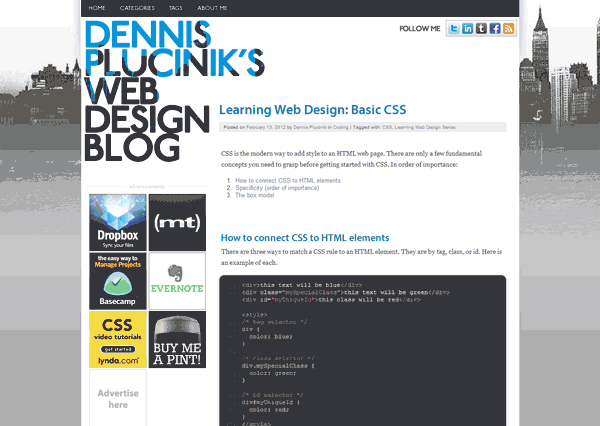 HOME CATEGORIES TAGS ABOUT ME
FOLLOW ME
DENNIS
PLUCINIK'S
WEB
DESIGN
BLOG
Learning Web Design: Basic CSS
Posted on February 13, 2012 by Dennis Plucinik in Coding | Tagged with: CSS, Learning Web Design Series
CSS is the modern way to add style to an HTML web page. There are only a few fundamental
concepts you need to grasp before getting started with CSS. In order of importance:
1. How to connect CSS to HTML elements
2. Specificity (order of importance)
3. The box model
advertisements
Dropbox
Sync your files.
(mt)
the easy way to
Manage Projects
Basecamp
EVERNOTE
CSS
video tutorials
get started
lynda.com
BUY ME
A PINT!
Advertise
here
How to connect CSS to HTML elements
There are three ways to match a CSS rule to an HTML element. They are by tag, class, or id. Here is
an example of each.
<div>this text will be blue</div>
<div class="mySpecialClass">this text will be green</div>
<div id="myUniqueId">this class will be red</div>
<style>
/* tag selector */
div {
color: blue;
}
/* class selector */
div.mySpecialClass {
color: green;
}
/* id selector */
div#myUniqueId {
color: red;
}
</style>